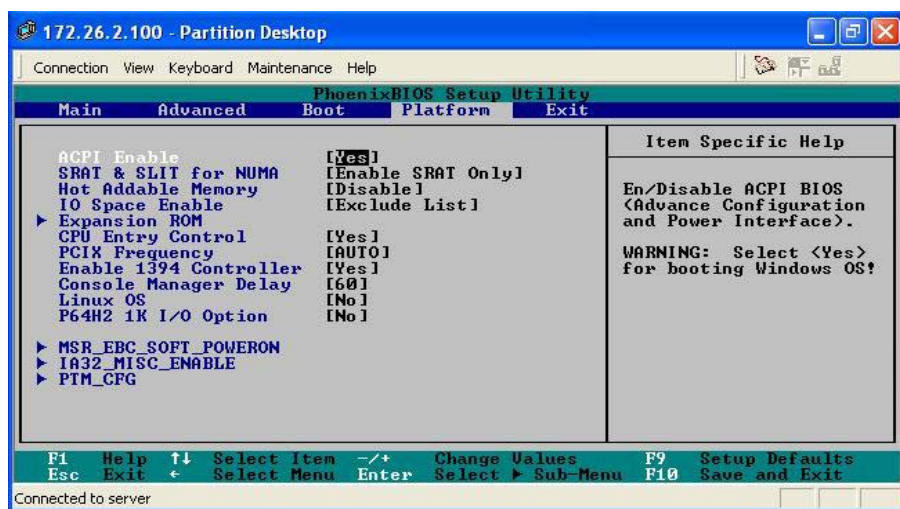 172.26.2.100 - Partition Desktop
Connection View Keyboard Maintenance Help
PhoenixBIOS Setup Utility
Main Advanced Boot Platform Exit
Item Specific Help
ACPI Enable [Yes]
SRAT & SLIT for NUMA [Enable SRAT Only]
Hot Addable Memory [Disable]
IO Space Enable [Exclude List]
Expansion ROM
CPU Entry Control [Yes]
PCIX Frequency [AUTO]
Enable 1394 Controller [Yes]
Console Manager Delay [60]
Linux OS [No]
P64H2 1K I/O Option [No]
MSR_EBC_SOFT_POWERON
IA32_MISC_ENABLE
PTM_CFG
En/Disable ACPI BIOS
<Advance Configuration
and Power Interface>.
WARNING: Select <Yes>
for booting Windows OS!
F1 Help ↑↓ Select Item -/+ Change Values F9 Setup Defaults
Esc Exit ← Select Menu Enter Select ▶ Sub-Menu F10 Save and Exit
Connected to server